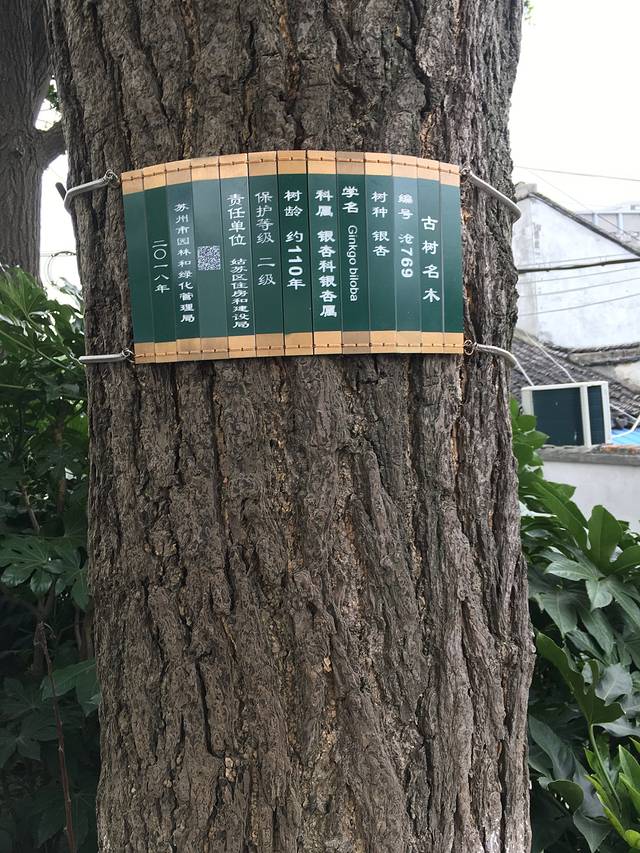 古树名木
编号 沧769
树种 银杏
学名 Ginkgo biloba
科属 银杏科银杏属
树龄 约110年
保护等级 二级
责任单位 姑苏区住房和建设局
苏州市园林和绿化管理局
二〇一八年